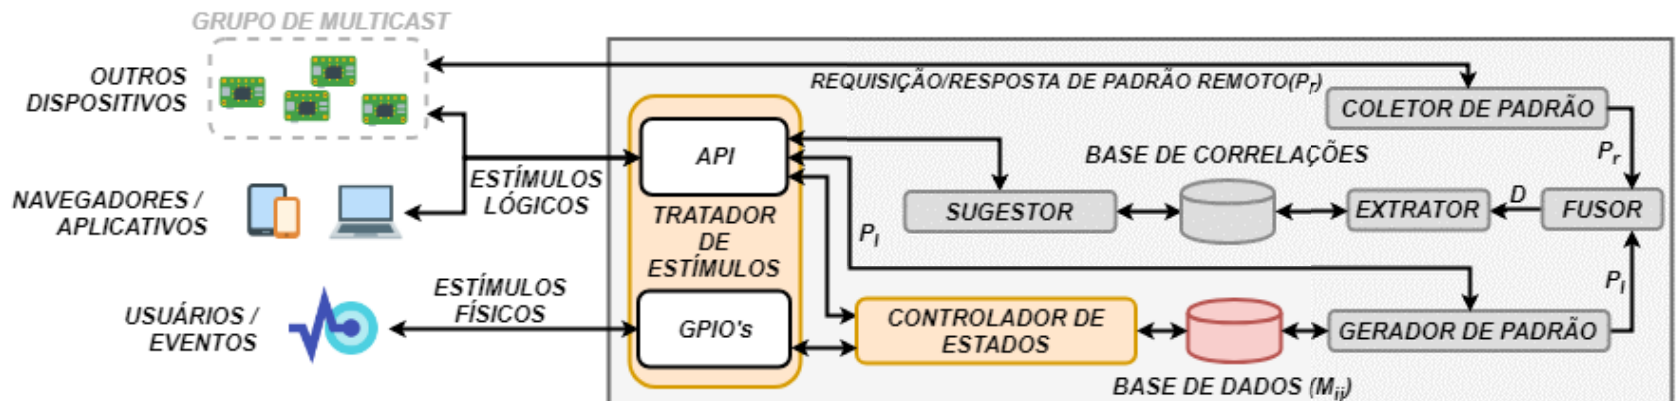 GRUPO DE MULTICAST
OUTROS
DISPOSITIVOS
REQUISIÇÃO/RESPOSTA DE PADRÃO REMOTO(Pr)
COLETOR DE PADRÃO
API
BASE DE CORRELAÇÕES
Pr
ESTÍMULOS
LÓGICOS
NAVEGADORES /
APLICATIVOS
SUGESTOR
EXTRATOR
D
FUSOR
TRATADOR
DE
ESTÍMULOS
Pl
Pl
ESTÍMULOS
FÍSICOS
USUÁRIOS /
EVENTOS
GPIO's
CONTROLADOR DE
ESTADOS
GERADOR DE PADRÃO
BASE DE DADOS (Mij)